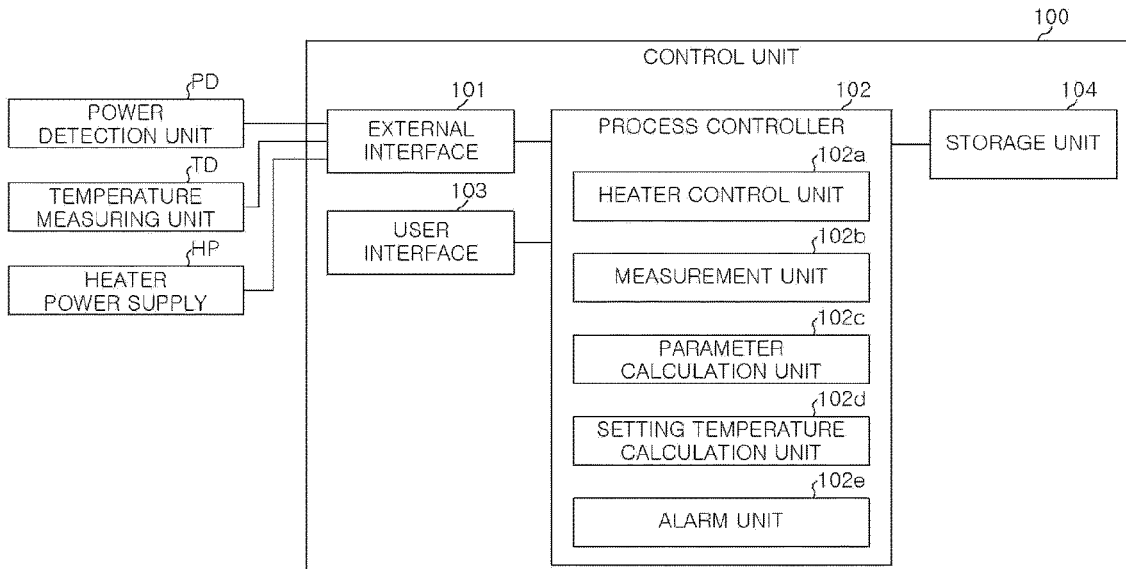 100
CONTROL UNIT
PD
POWER
DETECTION UNIT
TD
TEMPERATURE
MEASURING UNIT
HP
HEATER
POWER SUPPLY
101
EXTERNAL
INTERFACE
103
USER
INTERFACE
102
PROCESS CONTROLLER
102a
HEATER CONTROL UNIT
102b
MEASUREMENT UNIT
102c
PARAMETER
CALCULATION UNIT
102d
SETTING TEMPERATURE
CALCULATION UNIT
102e
ALARM UNIT
104
STORAGE UNIT